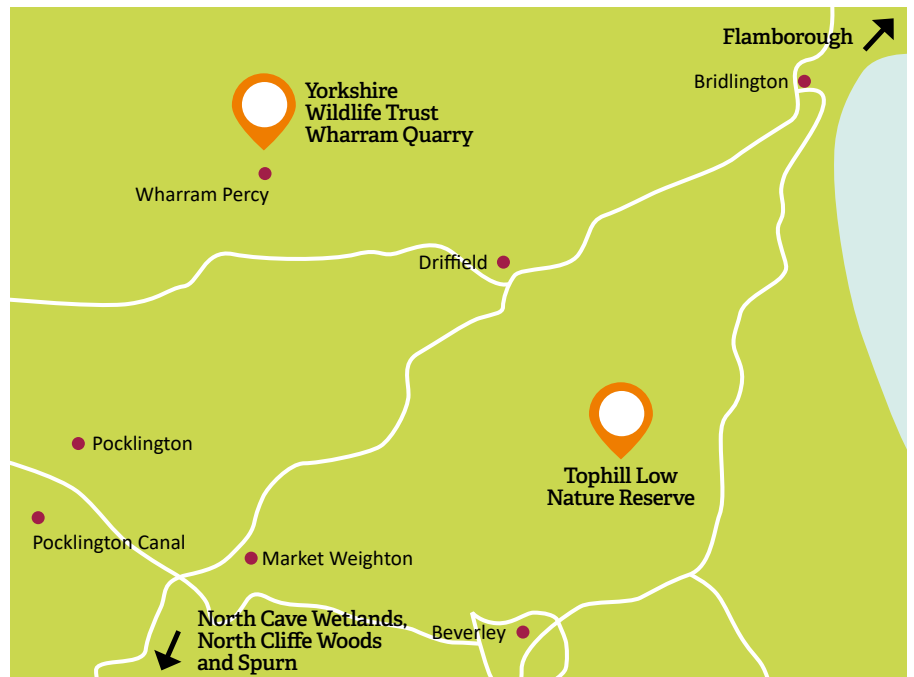 Flamborough
Bridlington
Yorkshire
Wildlife Trust
Wharram Quarry
Wharram Percy
Driffield
Pocklington
Tophill Low
Nature Reserve
Pocklington Canal
Market Weighton
North Cave Wetlands,
North Cliffe Woods
and Spurn
Beverley